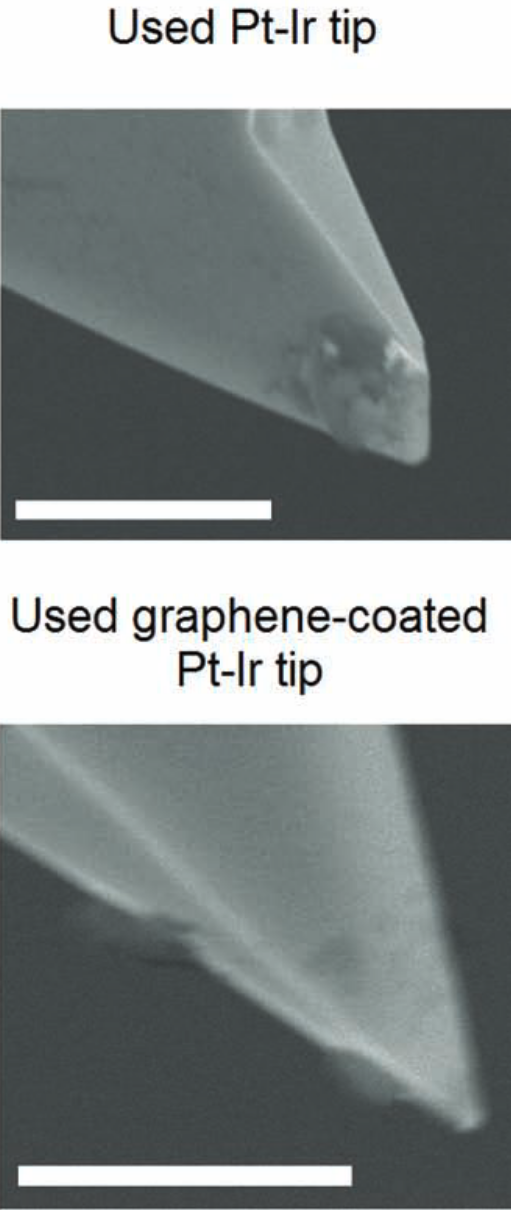 Used Pt-Ir tip
Used graphene-coated
Pt-Ir tip